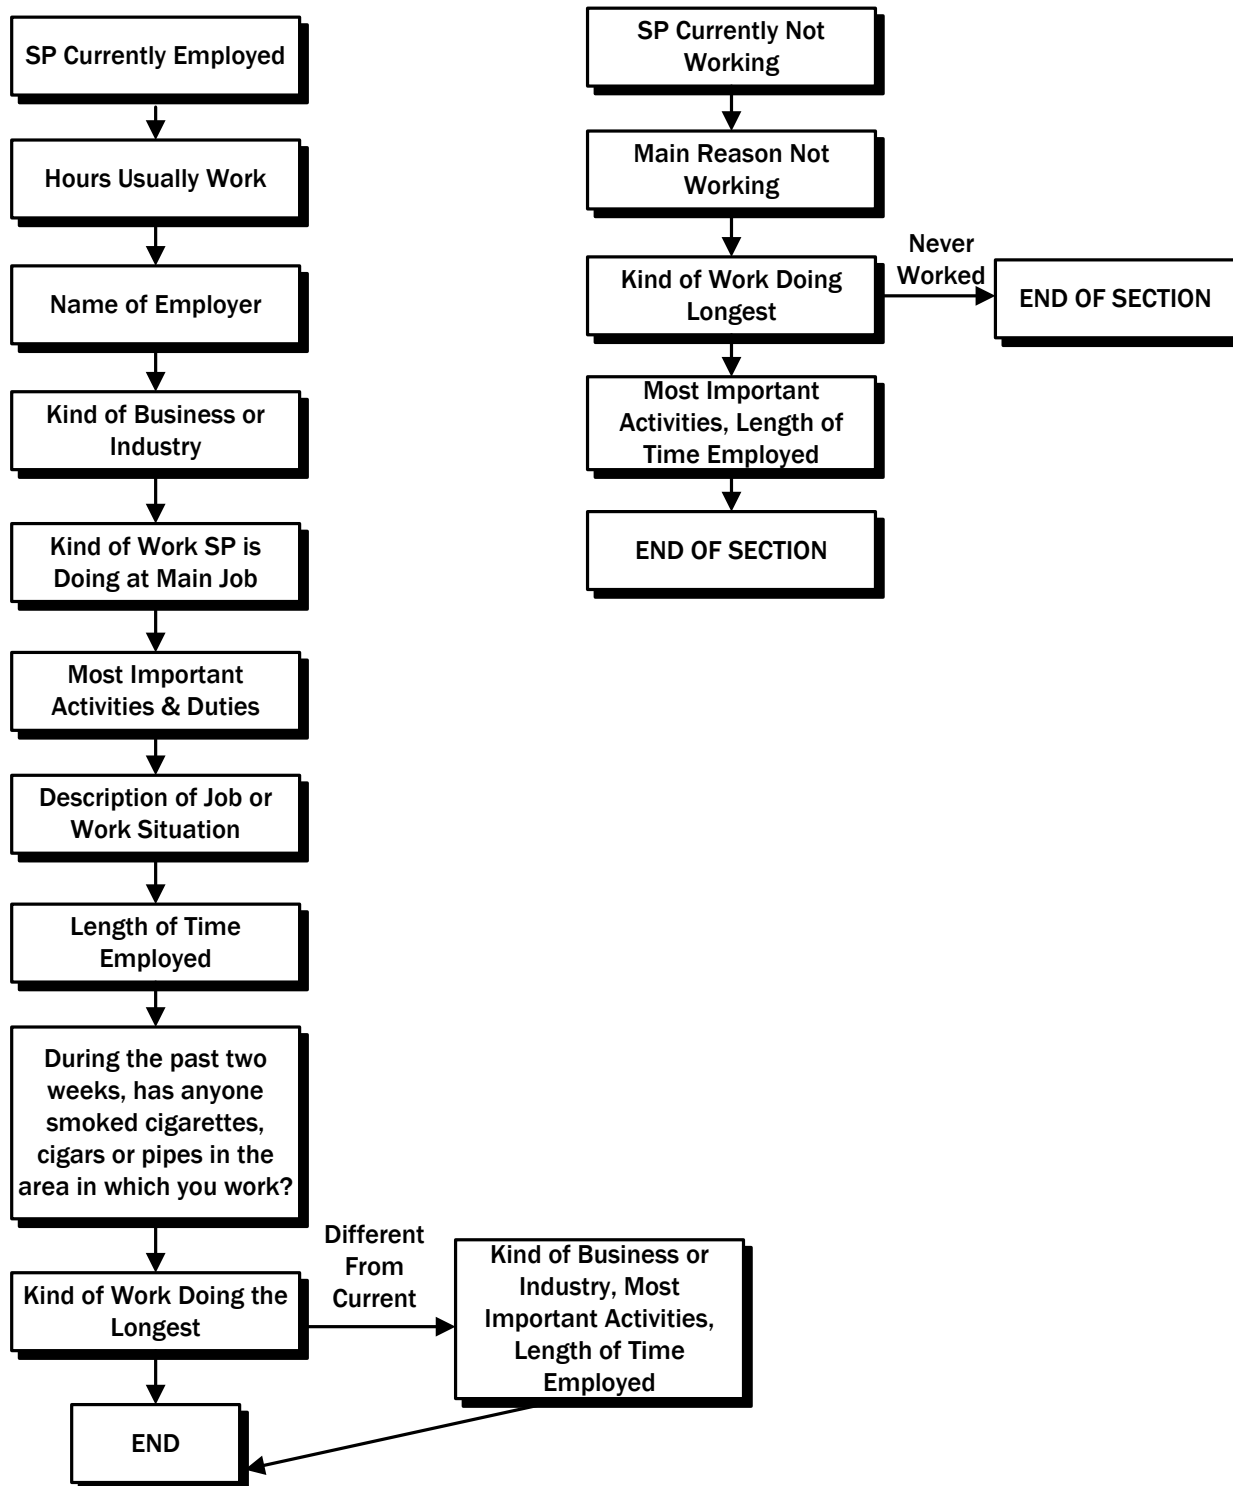 SP Currently Employed
Hours Usually Work
Name of Employer
Kind of Business or
Industry
Kind of Work SP is
Doing at Main Job
Most Important
Activities & Duties
Description of Job or
Work Situation
Length of Time
Employed
During the past two
weeks, has anyone
smoked cigarettes,
cigars or pipes in the
area in which you work?
Kind of Work Doing the
Longest
Different
From
Current
Kind of Business or
Industry, Most
Important Activities,
Length of Time
Employed
END
SP Currently Not
Working
Main Reason Not
Working
Kind of Work Doing
Longest
Never
Worked
END OF SECTION
Most Important
Activities, Length of
Time Employed
END OF SECTION